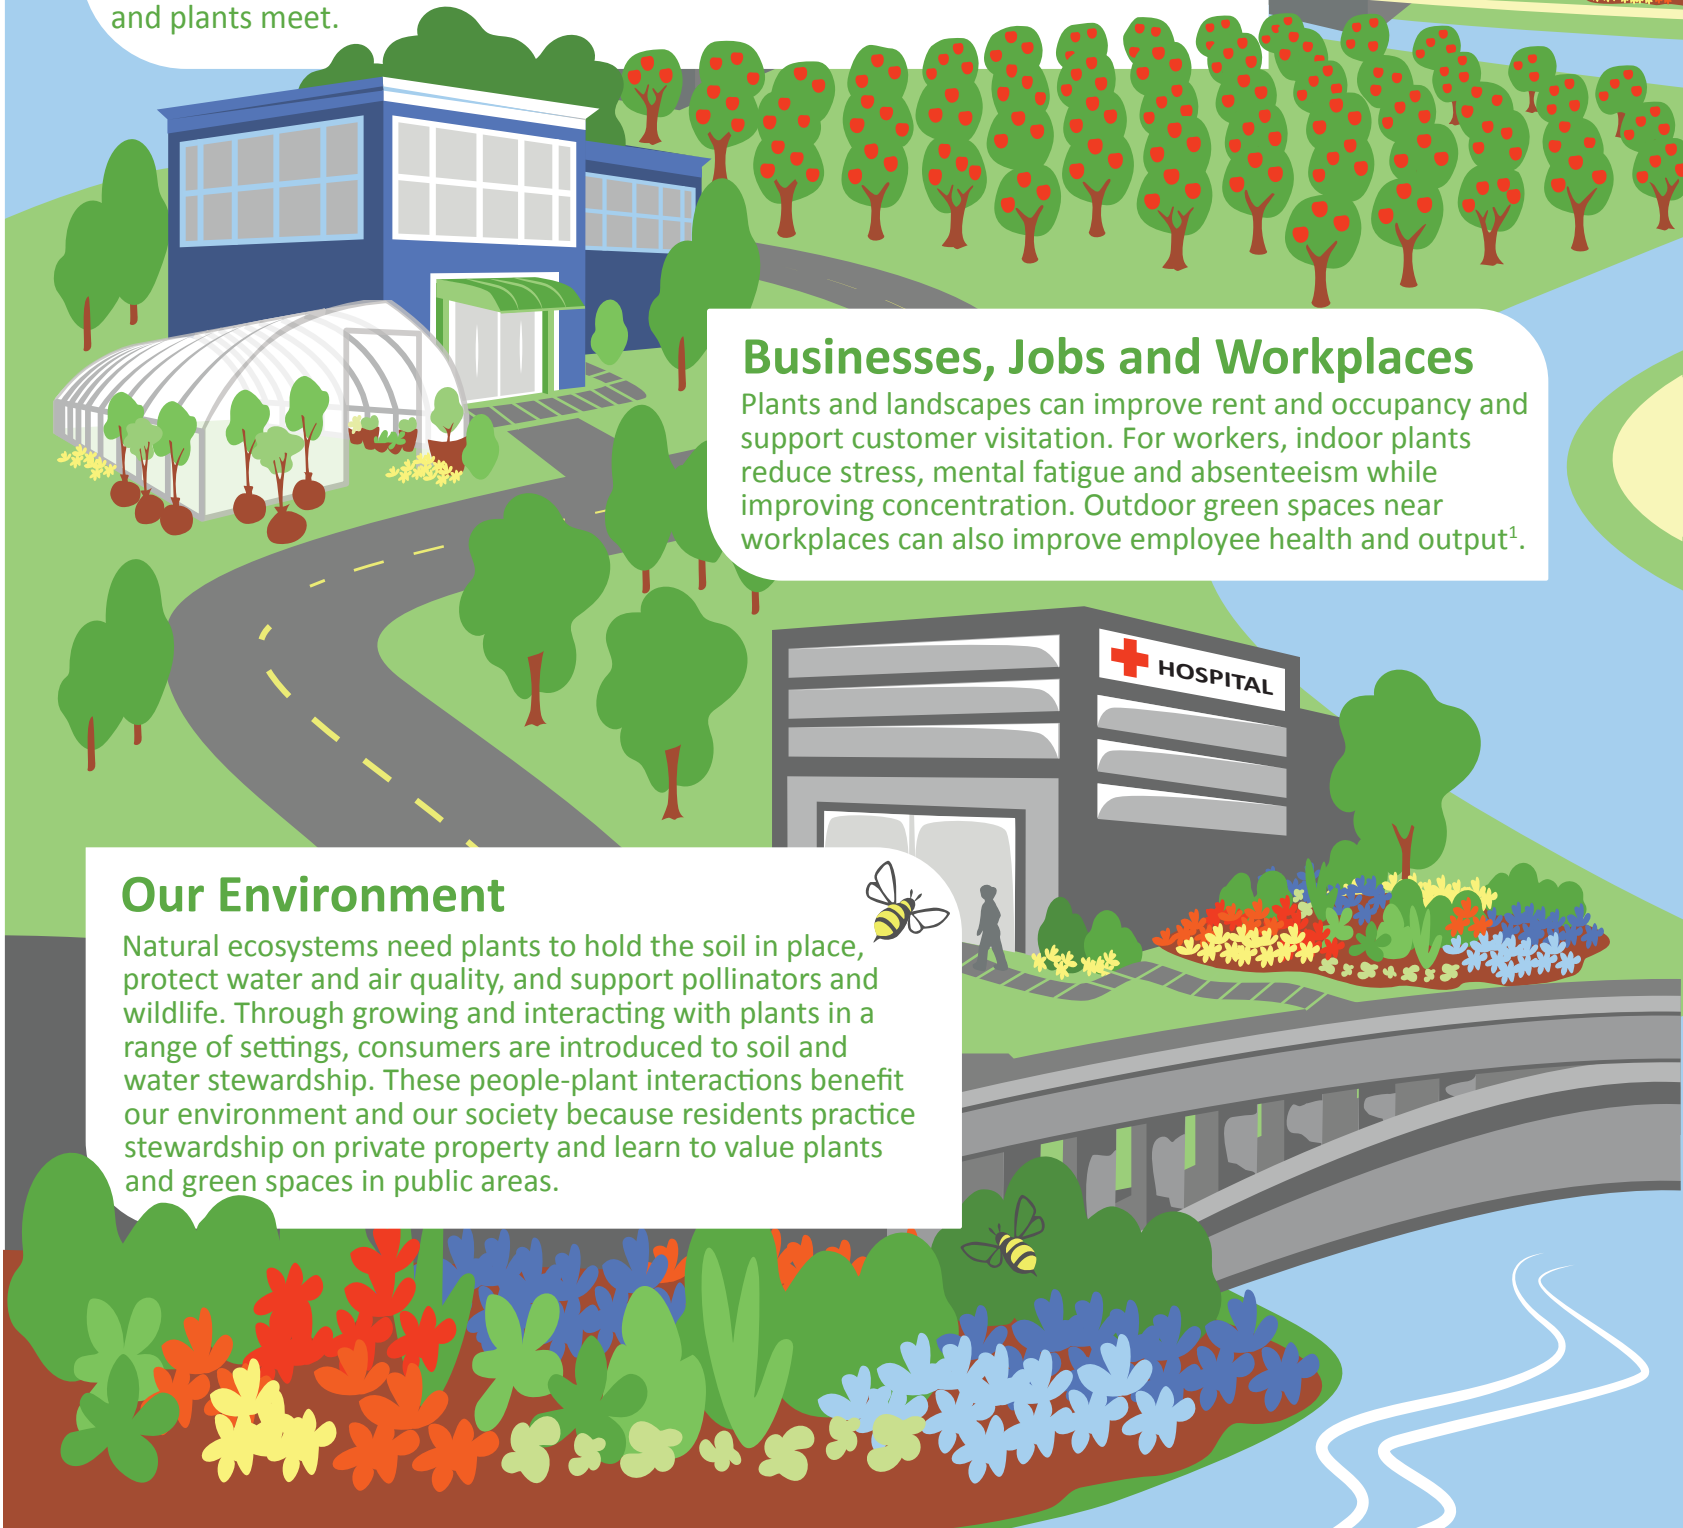 and plants meet.
Businesses, Jobs and Workplaces
Plants and landscapes can improve rent and occupancy and
support customer visitation. For workers, indoor plants
reduce stress, mental fatigue and absenteeism while
improving concentration. Outdoor green spaces near
workplaces can also improve employee health and output¹.
HOSPITAL
Our Environment
Natural ecosystems need plants to hold the soil in place,
protect water and air quality, and support pollinators and
wildlife. Through growing and interacting with plants in a
range of settings, consumers are introduced to soil and
water stewardship. These people-plant interactions benefit
our environment and our society because residents practice
stewardship on private property and learn to value plants
and green spaces in public areas.